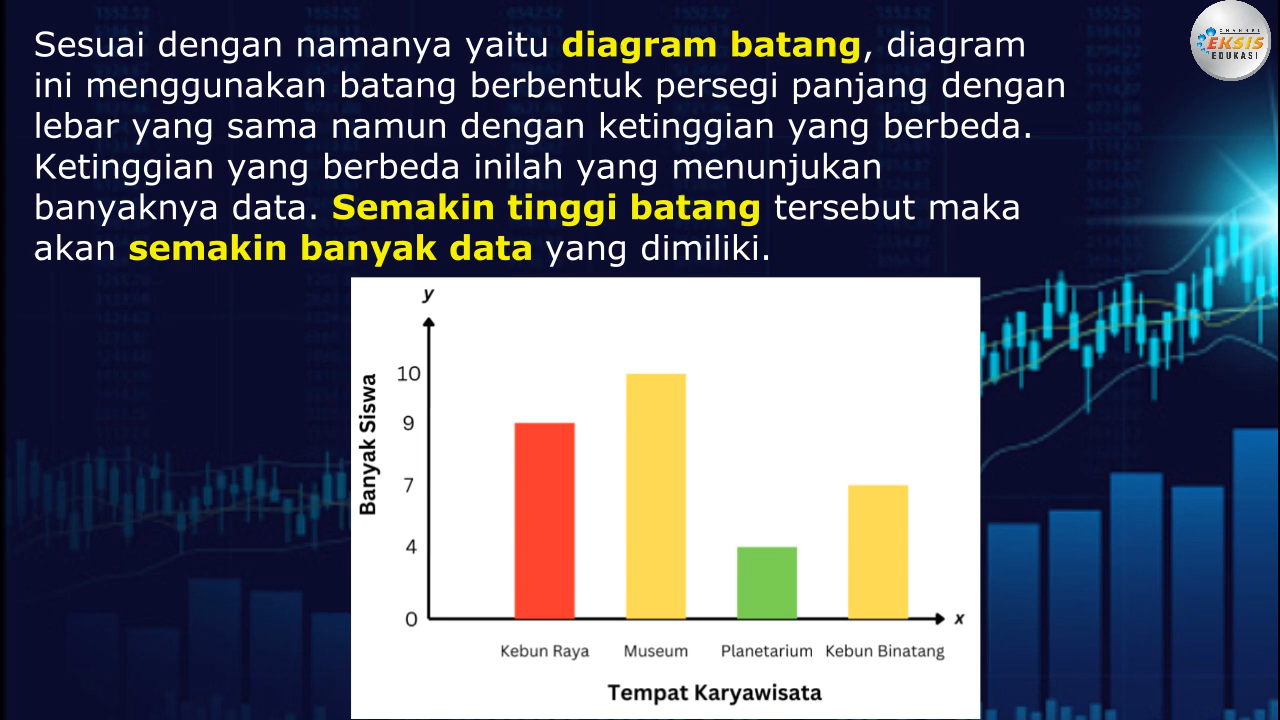 Sesuai dengan namanya yaitu diagram batang, diagram
ini menggunakan batang berbentuk persegi panjang dengan
lebar yang sama namun dengan ketinggian yang berbeda.
Ketinggian yang berbeda inilah yang menunjukan
banyaknya data. Semakin tinggi batang tersebut maka
akan semakin banyak data yang dimiliki.
CHANNEL
EKSIS
EDUKASI
y
10
9
7
4
0
Banyak Siswa
x
Kebun Raya Museum Planetarium Kebun Binatang
Tempat Karyawisata